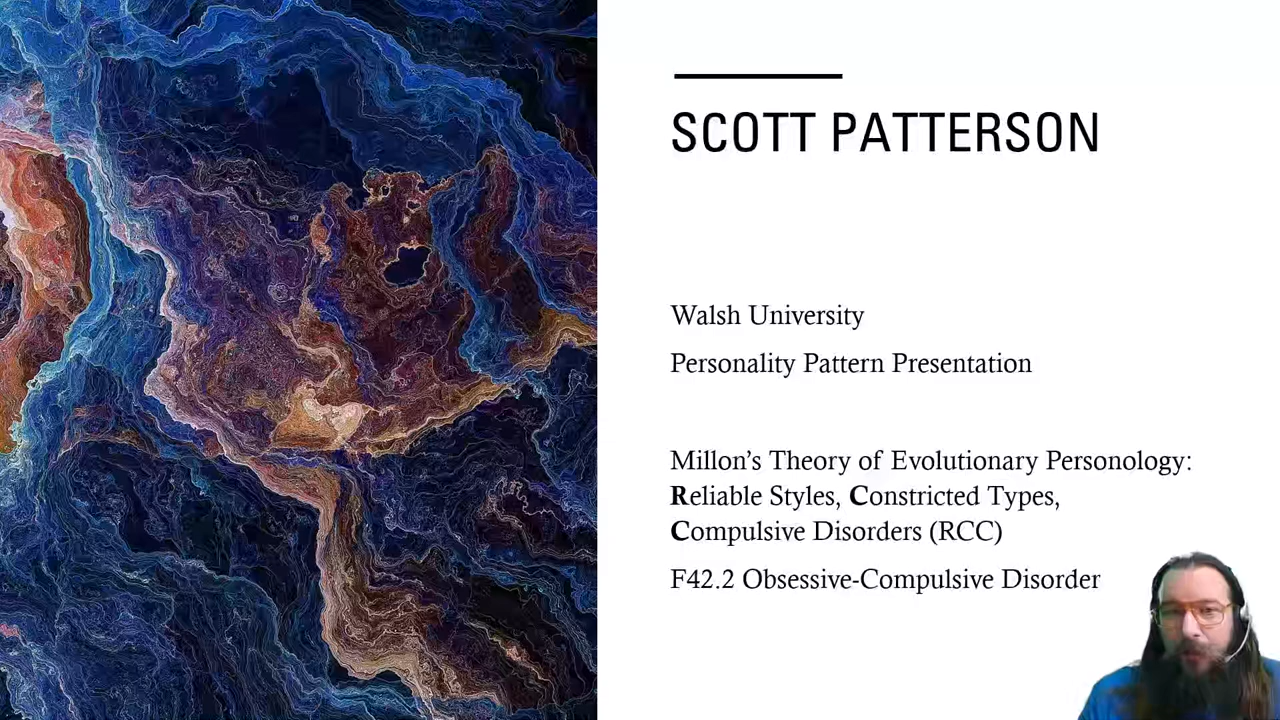 SCOTT PATTERSON
Walsh University
Personality Pattern Presentation
Millon’s Theory of Evolutionary Personology:
Reliable Styles, Constricted Types,
Compulsive Disorders (RCC)
F42.2 Obsessive-Compulsive Disorder